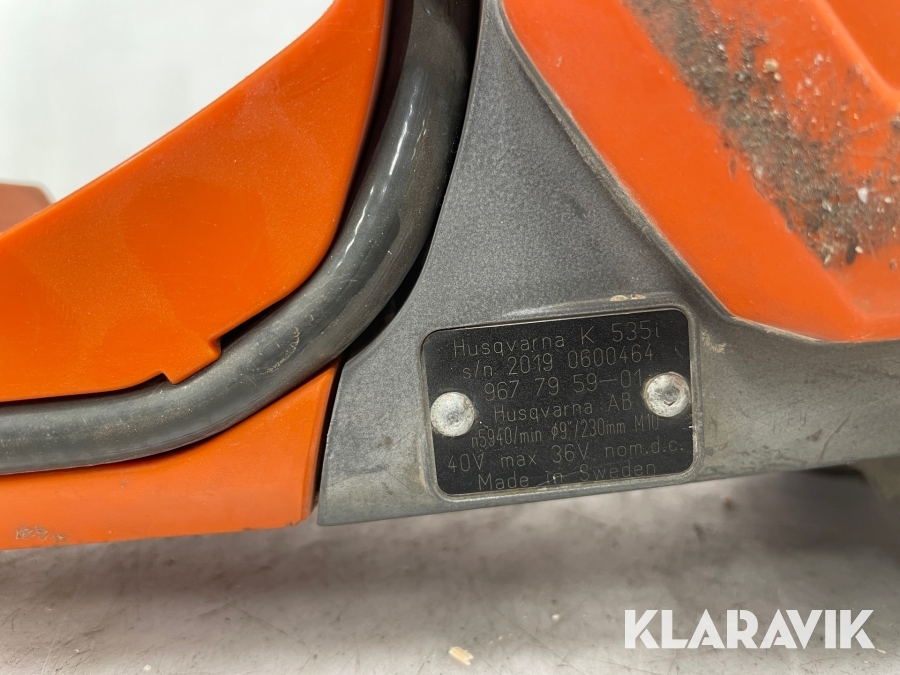 Husqvarna K 535i
s/n 2019 0600464
967 79 59-01
Husqvarna AB
n5940/min ø9"/230mm M10
40V max 36V nom.d.c.
Made in Sweden
KLARAVIK